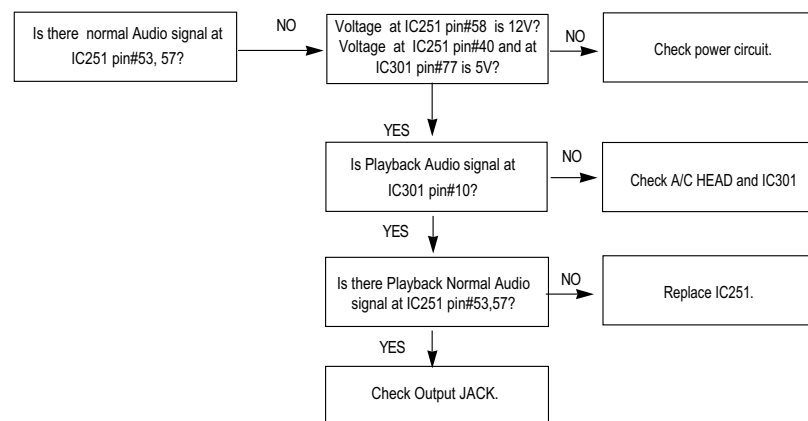 Is there normal Audio signal at
IC251 pin#53, 57?
NO
Voltage at IC251 pin#58 is 12V?
Voltage at IC251 pin#40 and at
IC301 pin#77 is 5V?
NO
Check power circuit.
YES
Is Playback Audio signal at
IC301 pin#10?
NO
Check A/C HEAD and IC301
YES
Is there Playback Normal Audio
signal at IC251 pin#53,57?
NO
Replace IC251.
YES
Check Output JACK.